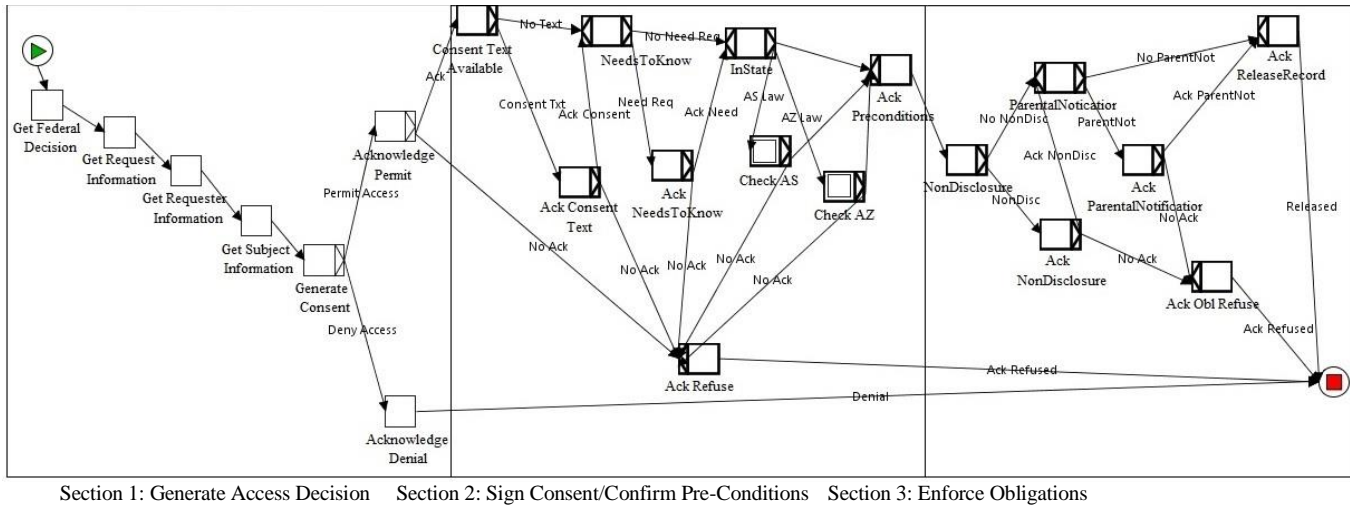 Get Federal
Decision
Get Request
Information
Get Requester
Information
Get Subject
Information
Generate
Consent
Permit Access
Deny Access
Acknowledge
Permit
Acknowledge
Denial
Ack
No Ack
Denial
Consent Text
Available
No Text
Consent Txt
Ack Consent
Text
Ack Consent
No Ack
NeedsToKnow
No Need Req
Need Req
Ack
NeedsToKnow
Ack Need
No Ack
InState
AS Law
AZ Law
Check AS
Check AZ
No Ack
No Ack
Ack
Preconditions
Ack Refuse
Ack Refused
NonDisclosure
No NonDisc
NonDisc
Ack
NonDisclosure
Ack NonDisc
No Ack
ParentalNotication
No ParentNot
ParentNot
Ack
ParentalNotification
Ack ParentNot
No Ack
Ack Obl Refuse
Ack Refused
Ack
ReleaseRecord
Released
Section 1: Generate Access Decision Section 2: Sign Consent/Confirm Pre-Conditions Section 3: Enforce Obligations